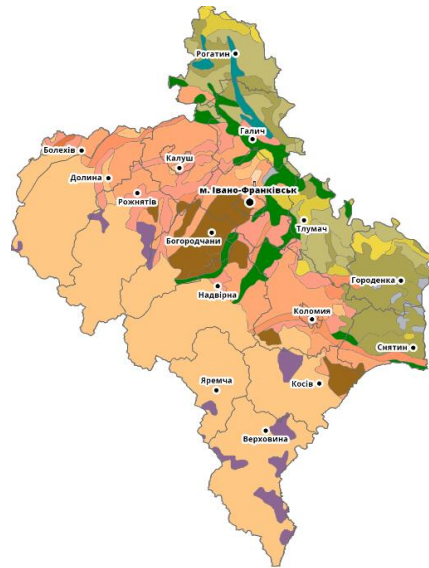 Рогатин
Галич
Болехів
Калуш
Долина
м. Івано-Франківськ
Рожнятів
Тлумач
Богородчани
Городенка
Надвірна
Коломия
Снятин
Яремча
Косів
Верховина